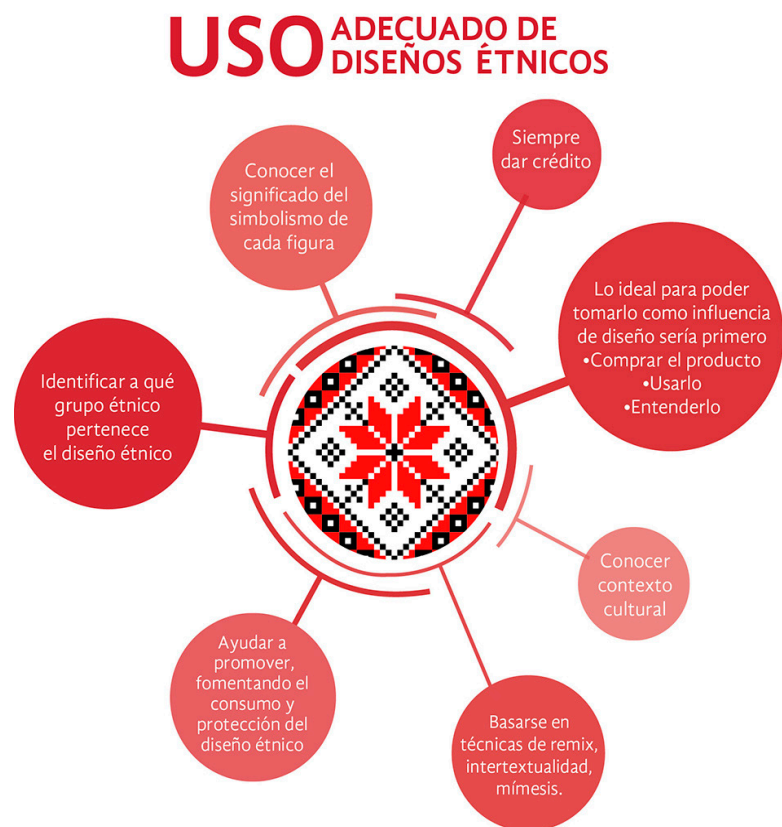 USO ADECUADO DE
DISEÑOS ÉTNICOS
Siempre
dar crédito
Conocer el
significado del
simbolismo de
cada figura
Lo ideal para poder
tomarlo como influencia
de diseño sería primero
•Comprar el producto
•Usarlo
•Entenderlo
Identificar a qué
grupo étnico
pertenece
el diseño étnico
Conocer
contexto
cultural
Ayudar a
promover,
fomentando el
consumo y
protección del
diseño étnico
Basarse en
técnicas de remix,
intertextualidad,
mímesis.